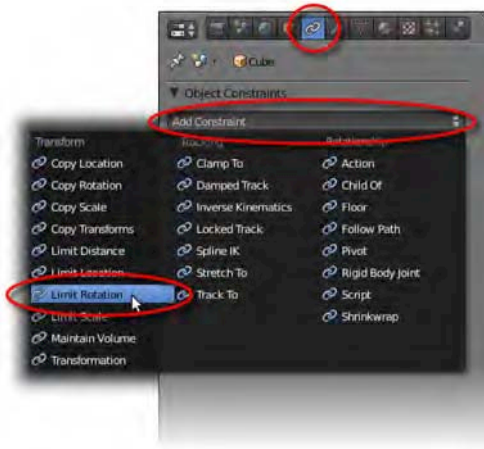 Cube
Object Constraints
Add Constraint
Transform
Tracking
Relationship
Copy Location
Clamp To
Action
Copy Rotation
Damped Track
Child Of
Copy Scale
Inverse Kinematics
Floor
Copy Transforms
Locked Track
Follow Path
Limit Distance
Spline IK
Pivot
Limit Location
Stretch To
Rigid Body Joint
Limit Rotation
Track To
Script
Limit Scale
Shrinkwrap
Maintain Volume
Transformation